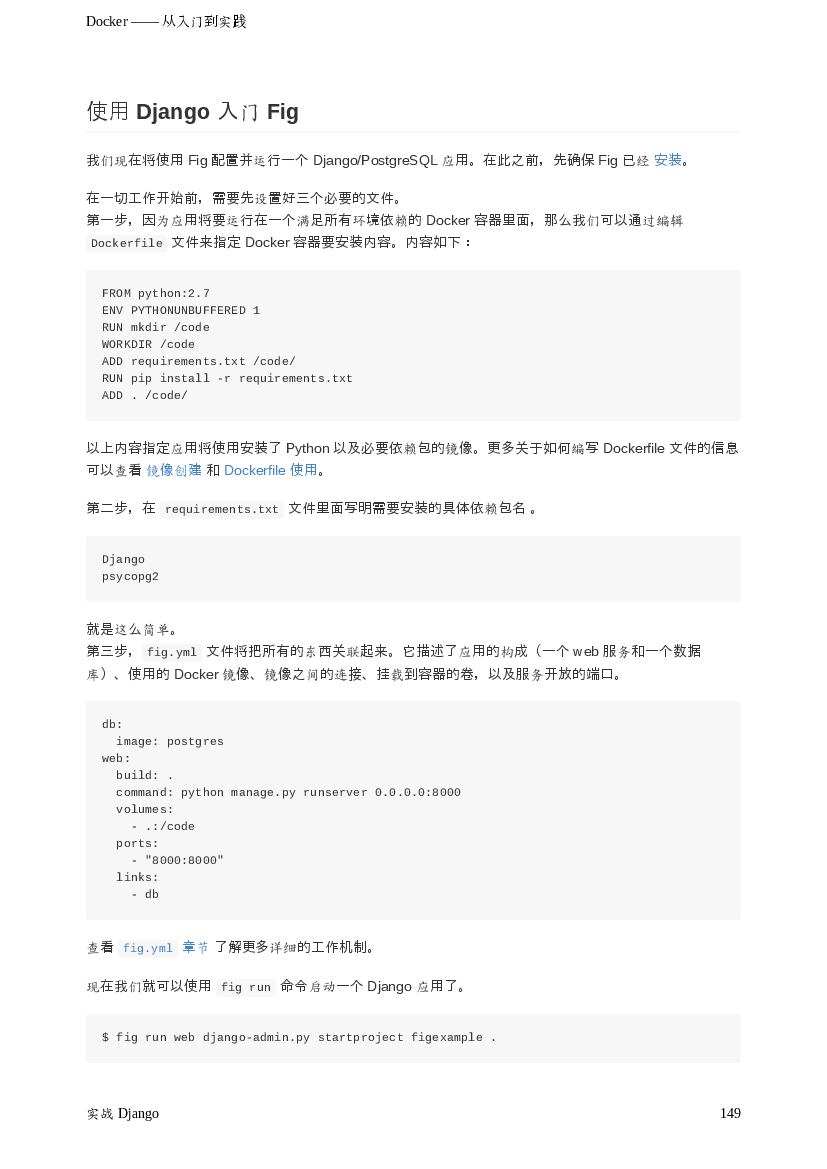 Docker —— 从入门到实践
使用 Django 入门 Fig
我们现在将使用 Fig 配置并运行一个 Django/PostgreSQL 应用。在此之前，先确保 Fig 已经 安装。
在一切工作开始前，需要先设置好三个必要的文件。
第一步，因为应用将要运行在一个满足所有环境依赖的 Docker 容器里面，那么我们可以通过编辑
Dockerfile 文件来指定 Docker 容器要安装内容。内容如下：
FROM python:2.7
ENV PYTHONUNBUFFERED 1
RUN mkdir /code
WORKDIR /code
ADD requirements.txt /code/
RUN pip install -r requirements.txt
ADD . /code/
以上内容指定应用将使用安装了 Python 以及必要依赖包的镜像。更多关于如何编写 Dockerfile 文件的信息
可以查看 镜像创建 和 Dockerfile 使用。
第二步，在 requirements.txt 文件里面写明需要安装的具体依赖包名 。
Django
psycopg2
就是这么简单。
第三步， fig.yml 文件将把所有的东西关联起来。它描述了应用的构成（一个 web 服务和一个数据
库）、使用的 Docker 镜像、镜像之间的连接、挂载到容器的卷，以及服务开放的端口。
db:
  image: postgres
web:
  build: .
  command: python manage.py runserver 0.0.0.0:8000
  volumes:
    - .:/code
  ports:
    - "8000:8000"
  links:
    - db
查看 fig.yml 章节 了解更多详细的工作机制。
现在我们就可以使用 fig run 命令启动一个 Django 应用了。
$ fig run web django-admin.py startproject figexample .
实战 Django 149